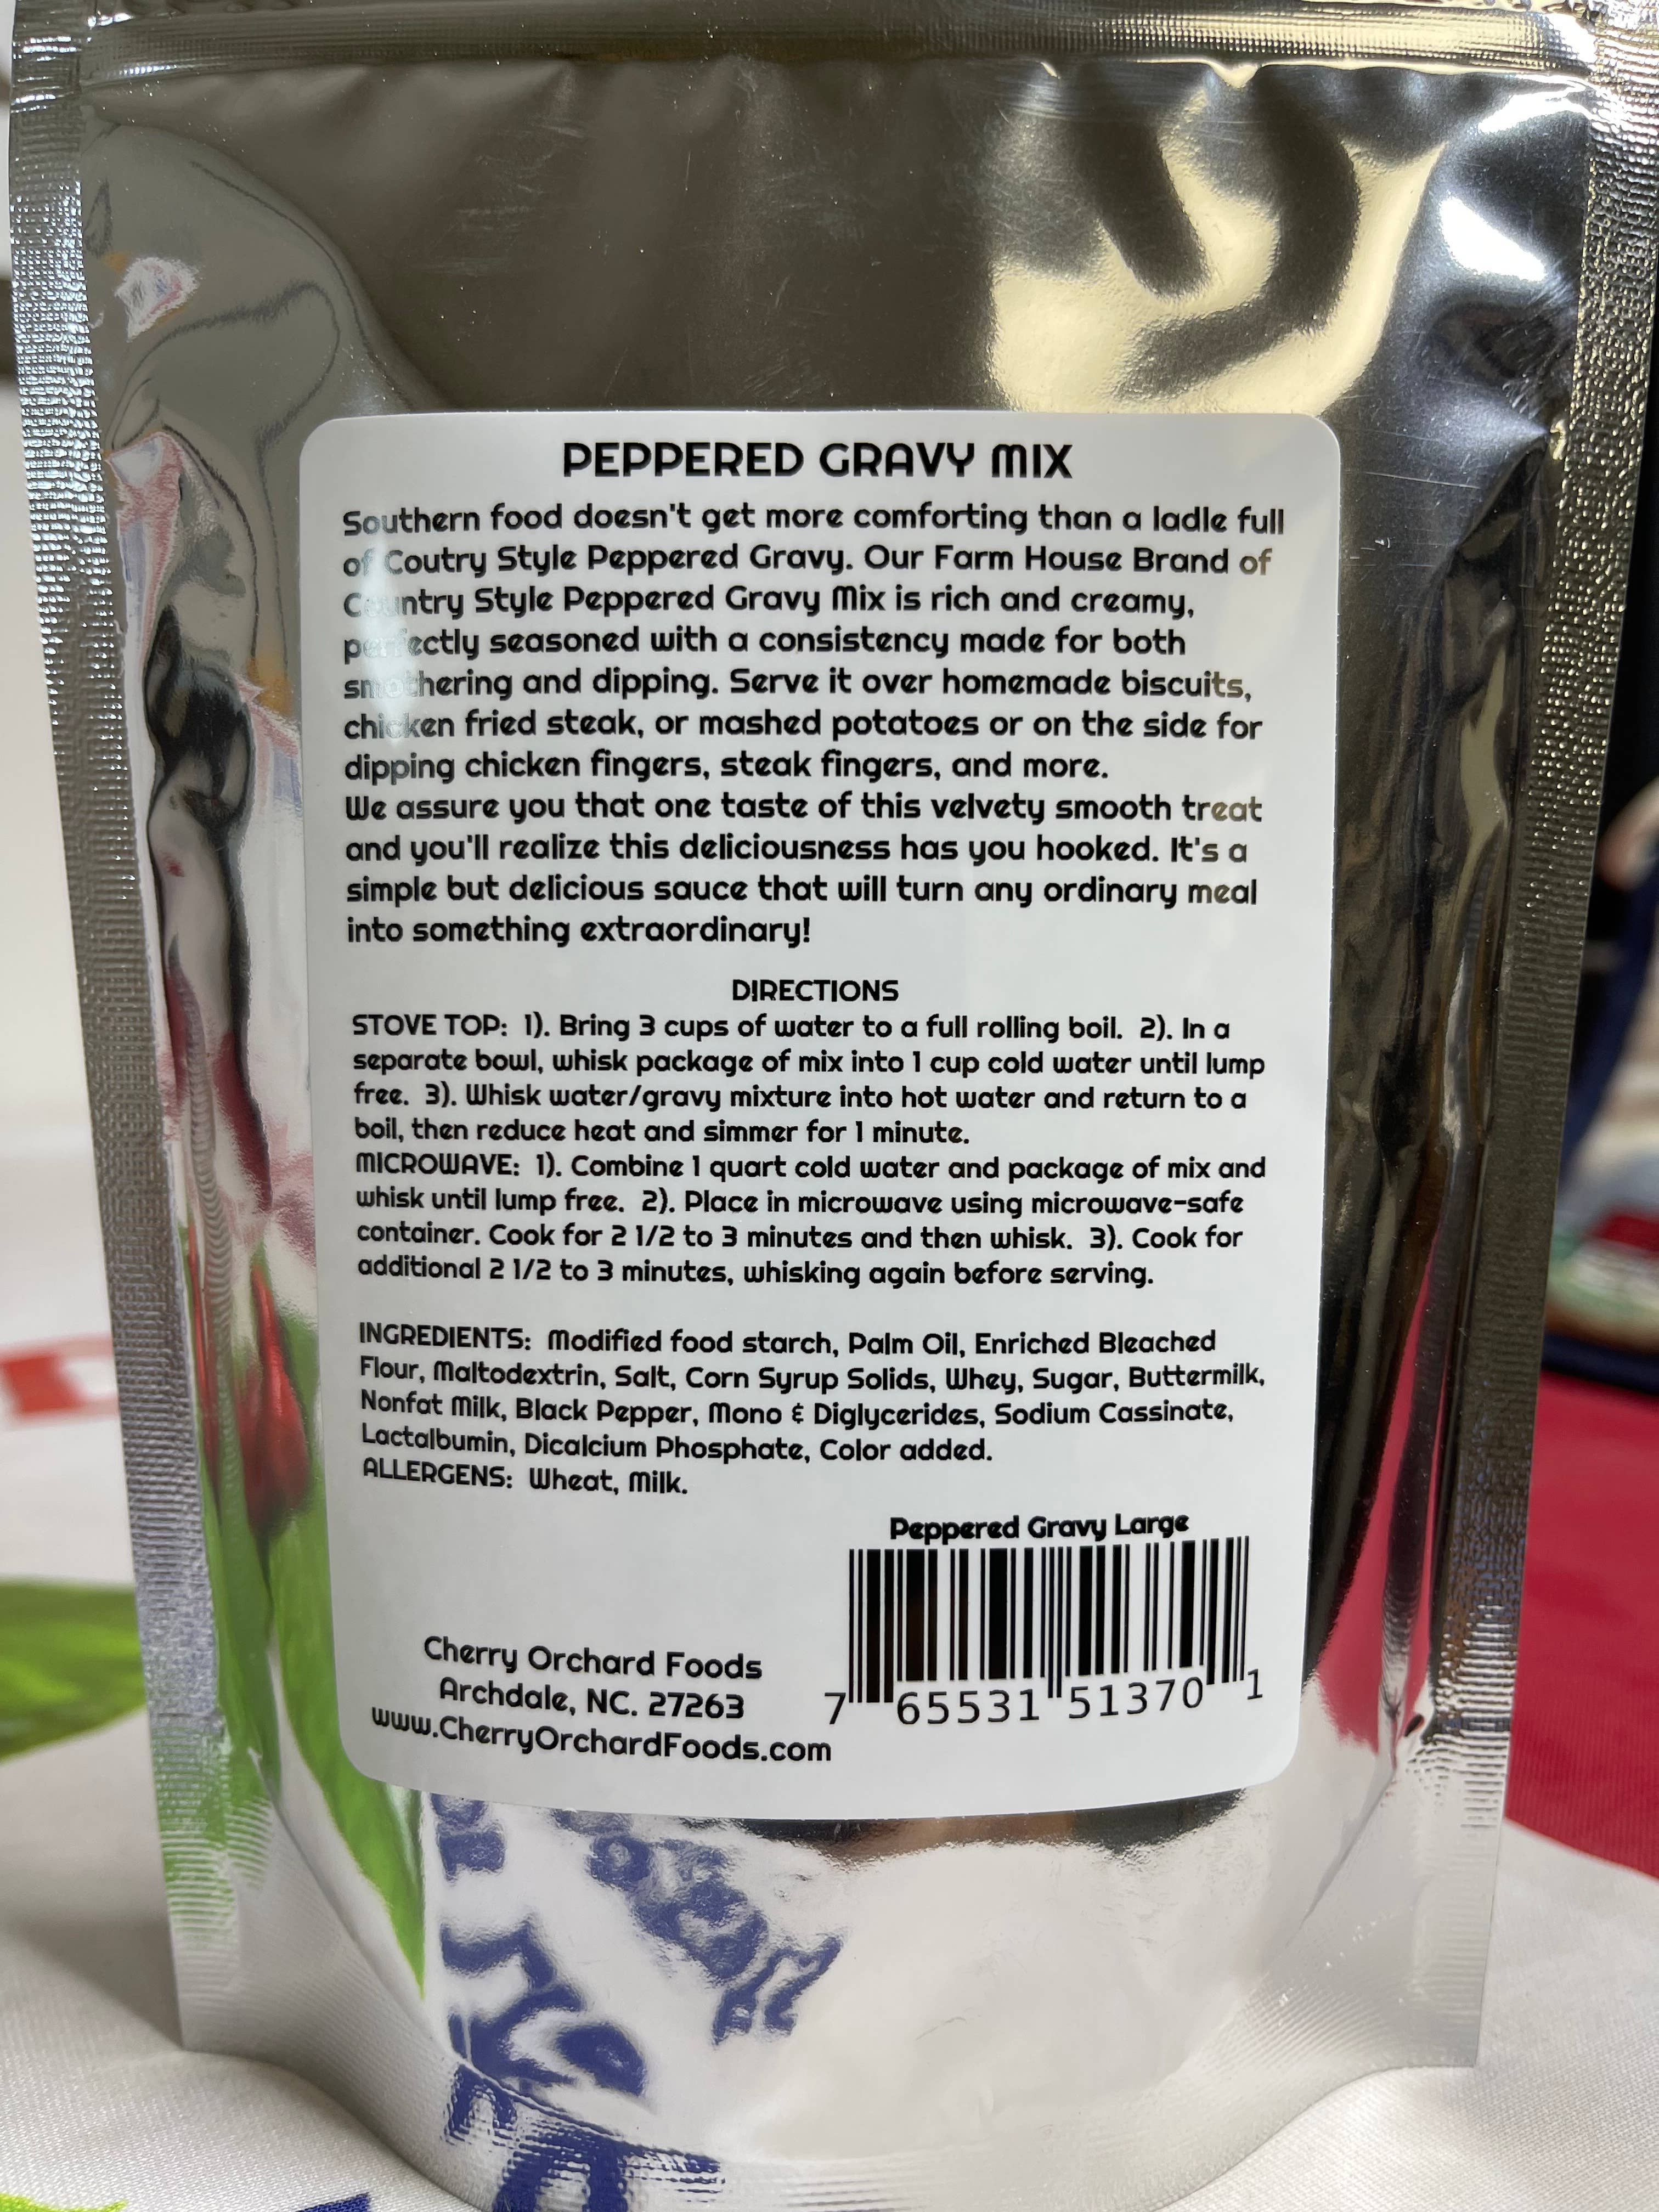 PEPPERED GRAVY MIX
Southern food doesn't get more comforting than a ladle full
of Coutry Style Peppered Gravy. Our Farm House Brand of
Country Style Peppered Gravy Mix is rich and creamy,
perfectly seasoned with a consistency made for both
smothering and dipping. Serve it over homemade biscuits,
chicken fried steak, or mashed potatoes or on the side for
dipping chicken fingers, steak fingers, and more.
We assure you that one taste of this velvety smooth treat
and you'll realize this deliciousness has you hooked. It's a
simple but delicious sauce that will turn any ordinary meal
into something extraordinary!
DIRECTIONS
STOVE TOP: 1). Bring 3 cups of water to a full rolling boil. 2). In a
separate bowl, whisk package of mix into 1 cup cold water until lump
free. 3). Whisk water/gravy mixture into hot water and return to a
boil, then reduce heat and simmer for 1 minute.
MICROWAVE: 1). Combine 1 quart cold water and package of mix and
whisk until lump free. 2). Place in microwave using microwave-safe
container. Cook for 2 1/2 to 3 minutes and then whisk. 3). Cook for
additional 2 1/2 to 3 minutes, whisking again before serving.
INGREDIENTS: Modified food starch, Palm Oil, Enriched Bleached
Flour, Maltodextrin, Salt, Corn Syrup Solids, Whey, Sugar, Buttermilk,
Nonfat Milk, Black Pepper, Mono & Diglycerides, Sodium Cassinate,
Lactalbumin, Dicalcium Phosphate, Color added.
ALLERGENS: Wheat, Milk.
Peppered Gravy Large
7 65531 51370 1
Cherry Orchard Foods
Archdale, NC. 27263
www.CherryOrchardFoods.com